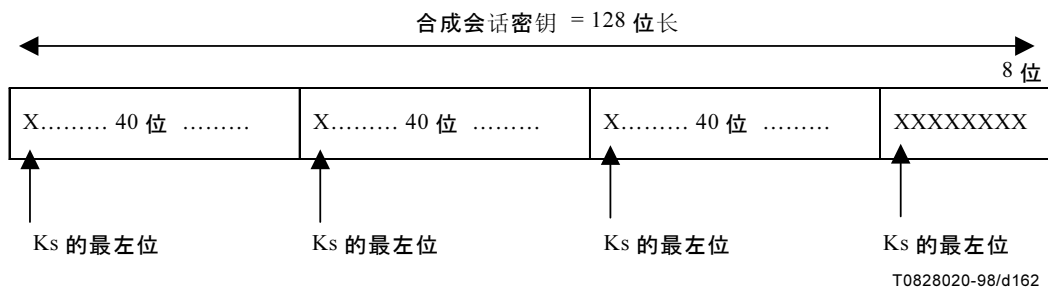 合成会话密钥 = 128 位长
8 位
X......... 40 位 ......... X......... 40 位 ......... X......... 40 位 ......... XXXXXXXX
Ks 的最左位 Ks 的最左位 Ks 的最左位 Ks 的最左位
T0828020-98/d162